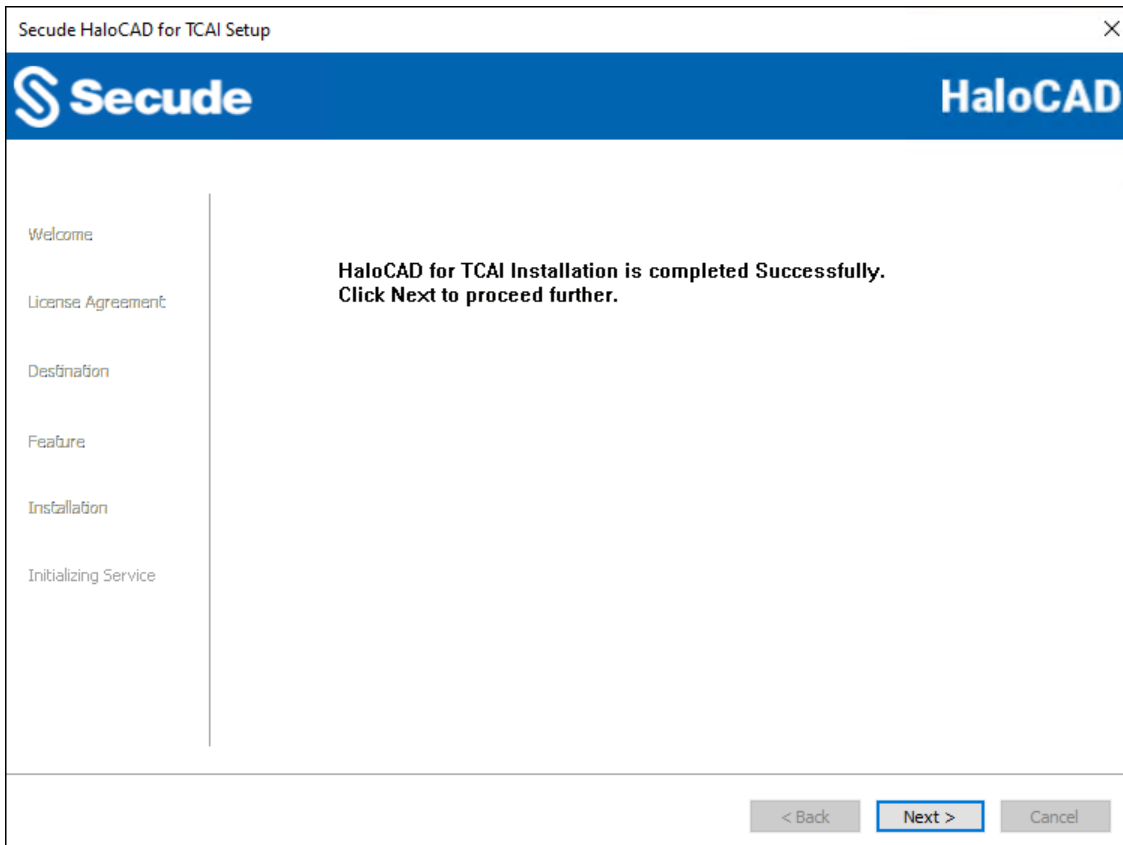 Secude HaloCAD for TCAI Setup
Secude
HaloCAD
Welcome
License Agreement
Destination
Feature
Installation
Initializing Service
HaloCAD for TCAI Installation is completed Successfully.
Click Next to proceed further.
< Back
Next >
Cancel